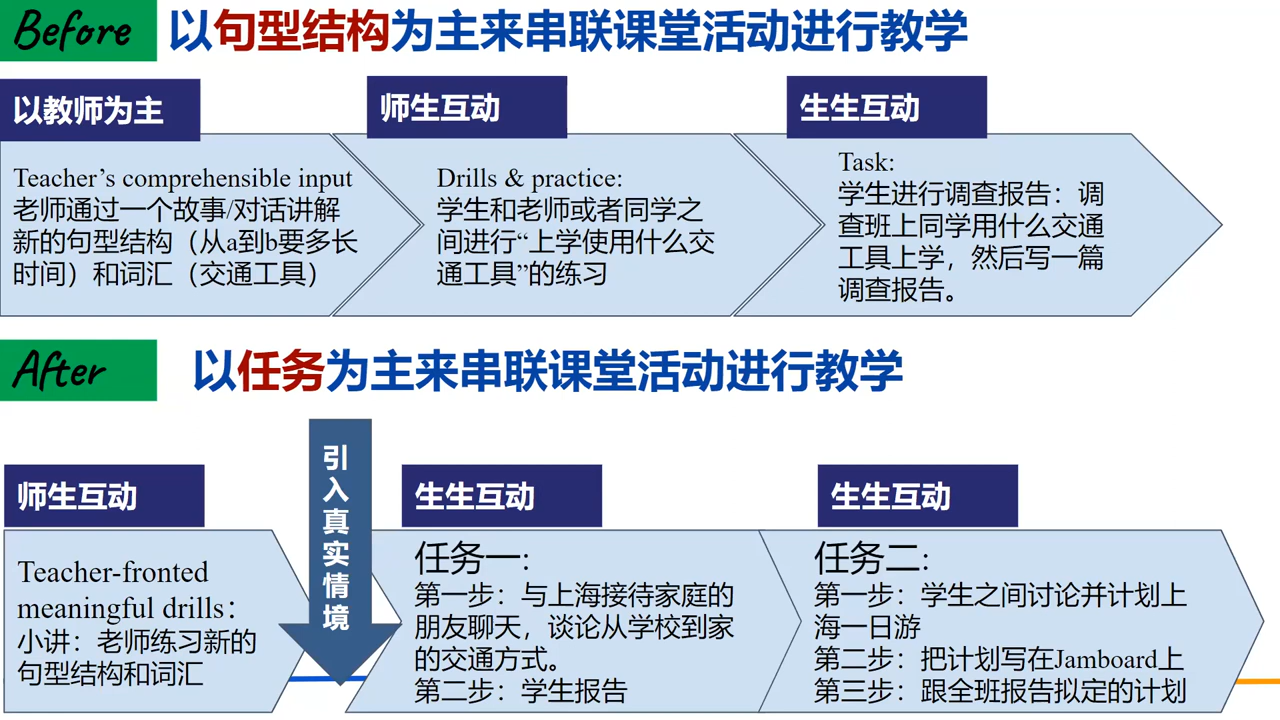 Before
以句型结构为主来串联课堂活动进行教学
以教师为主
Teacher’s comprehensible input
老师通过一个故事/对话讲解
新的句型结构（从a到b要多长
时间）和词汇（交通工具）
师生互动
Drills & practice:
学生和老师或者同学之
间进行“上学使用什么交
通工具”的练习
生生互动
Task:
学生进行调查报告：调
查班上同学用什么交通
工具上学，然后写一篇
调查报告。
After
以任务为主来串联课堂活动进行教学
师生互动
Teacher-fronted
meaningful drills：
小讲：老师练习新的
句型结构和词汇
引入真实情境
生生互动
任务一:
第一步：与上海接待家庭的
朋友聊天，谈论从学校到家
的交通方式。
第二步：学生报告
生生互动
任务二:
第一步：学生之间讨论并计划上
海一日游
第二步：把计划写在Jamboard上
第三步：跟全班报告拟定的计划